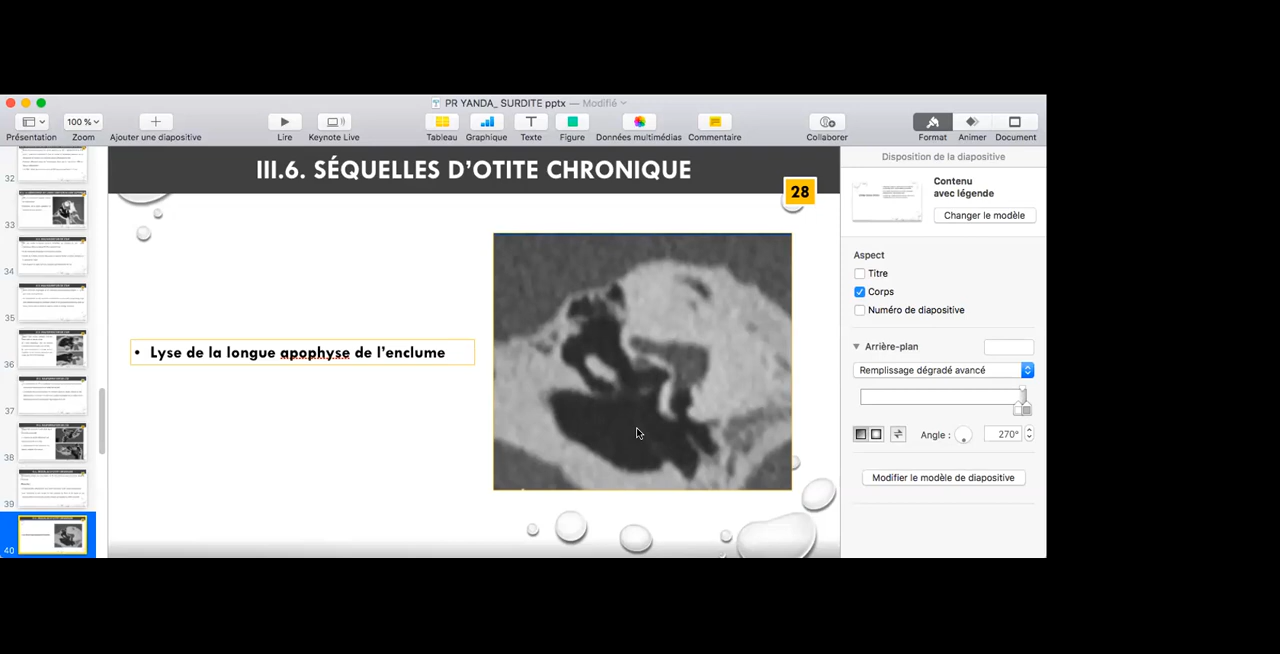 PR YANDA_ SURDITE pptx — Modifié
100 %
Présentation Zoom Ajouter une diapositive Lire Keynote Live Tableau Graphique Texte Figure Données multimédias Commentaire Collaborer Format Animer Document
32
33
34
35
36
37
38
39
40
III.6. SÉQUELLES D’OTITE CHRONIQUE
28
• Lyse de la longue apophyse de l’enclume
Disposition de la diapositive
Contenu
avec légende
Changer le modèle
Aspect
Titre
Corps
Numéro de diapositive
Arrière-plan
Remplissage dégradé avancé
Angle : 270°
Modifier le modèle de diapositive